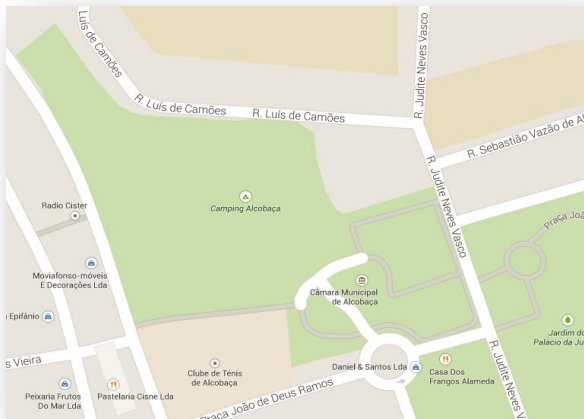 Luís de Camões
R. Luís de Camões
R. Luís de Camões
R. Judite Neves Vasco
R. Sebastião Vazão de Al
R. Judite Neves Vasco
Camping Alcobaça
Radio Cister
Praça Joã
Moviafonso-móveis
E Decorações Lda
Câmara Municipal
de Alcobaça
Epifânio
Jardim do
Palácio da Ju
R. Judite Neves Vasco
s Vieira
Clube de Ténis
de Alcobaça
Daniel & Santos Lda
Casa Dos
Frangos Alameda
Peixaria Frutos
Do Mar Lda
Pastelaria Cisne Lda
Praça João de Deus Ramos